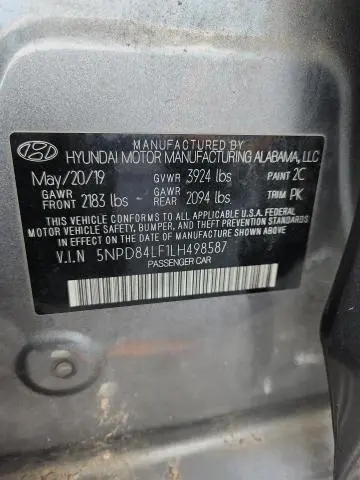 MANUFACTURED BY
HYUNDAI MOTOR MANUFACTURING ALABAMA, LLC
May/20/19 GVWR 3924 lbs PAINT 2C
GAWR FRONT 2183 lbs GAWR REAR 2094 lbs TRIM PK
THIS VEHICLE CONFORMS TO ALL APPLICABLE U.S.A. FEDERAL
MOTOR VEHICLE SAFETY, BUMPER, AND THEFT PREVENTION
STANDARDS IN EFFECT ON THE DATE OF MANUFACTURE SHOWN ABOVE.
V.I.N 5NPD84LF1LH498587
PASSENGER CAR